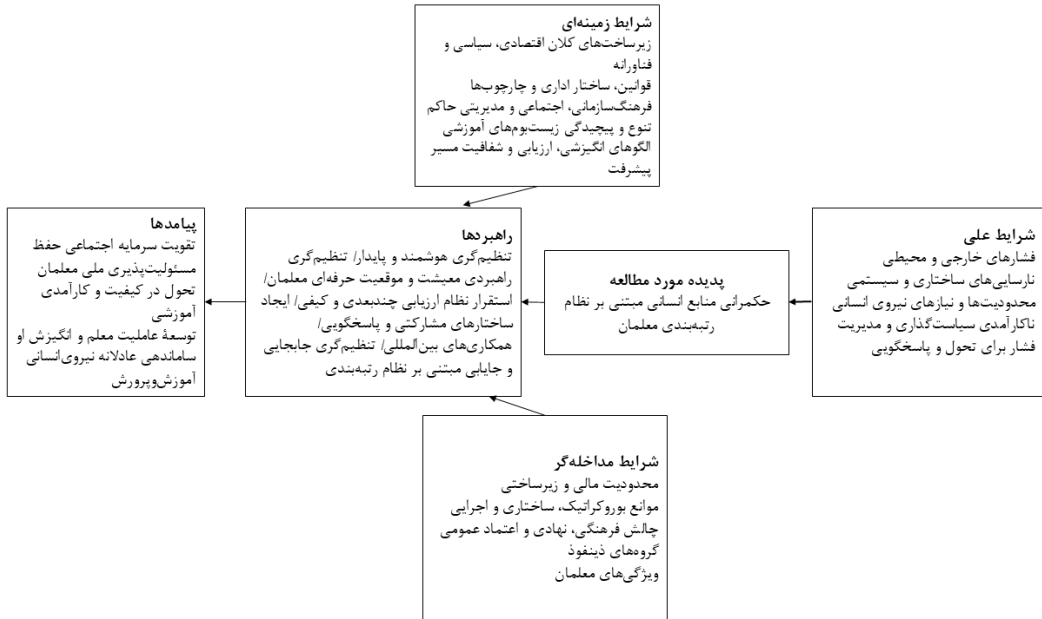 شرایط زمینه‌ای
زیرساخت‌های کلان اقتصادی، سیاسی و
فناورانه
قوانین، ساختار اداری و چارچوب‌ها
فرهنگ‌سازمانی، اجتماعی و مدیریتی حاکم
تنوع و پیچیدگی زیست‌بوم‌های آموزشی
الگوهای انگیزشی، ارزیابی و شفافیت مسیر
پیشرفت
شرایط علی
فشارهای خارجی و محیطی
نارسایی‌های ساختاری و سیستمی
محدودیت‌ها و نیازهای نیروی انسانی
ناکارآمدی سیاست‌گذاری و مدیریت
فشار برای تحول و پاسخگویی
پدیده مورد مطالعه
حکمرانی منابع انسانی مبتنی بر نظام
رتبه‌بندی معلمان
راهبردها
تنظیم‌گری هوشمند و پایدار/ تنظیم‌گری
راهبردی معیشت و موقعیت حرفه‌ای معلمان/
استقرار نظام ارزیابی چندبعدی و کیفی/ ایجاد
ساختارهای مشارکتی و پاسخگویی/
همکاری‌های بین‌المللی/ تنظیم‌گری جابجایی
و جایابی مبتنی بر نظام رتبه‌بندی
پیامدها
تقویت سرمایه اجتماعی حفظ
مسئولیت‌پذیری ملی معلمان
تحول در کیفیت و کارآمدی
آموزشی
توسعهٔ عاملیت معلم و انگیزش او
ساماندهی عادلانه نیروی‌انسانی
آموزش‌وپرورش
شرایط مداخله‌گر
محدودیت مالی و زیرساختی
موانع بوروکراتیک، ساختاری و اجرایی
چالش فرهنگی، نهادی و اعتماد عمومی
گروه‌های ذینفوذ
ویژگی‌های معلمان